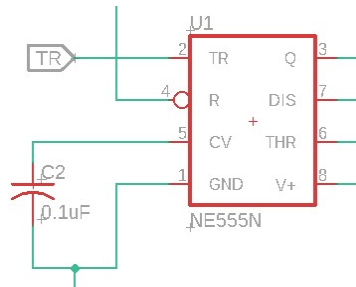 U1
TR
2 TR Q 3
4 R DIS 7
5 CV THR 6
1 GND V+ 8
C2
0.1uF
NE555N